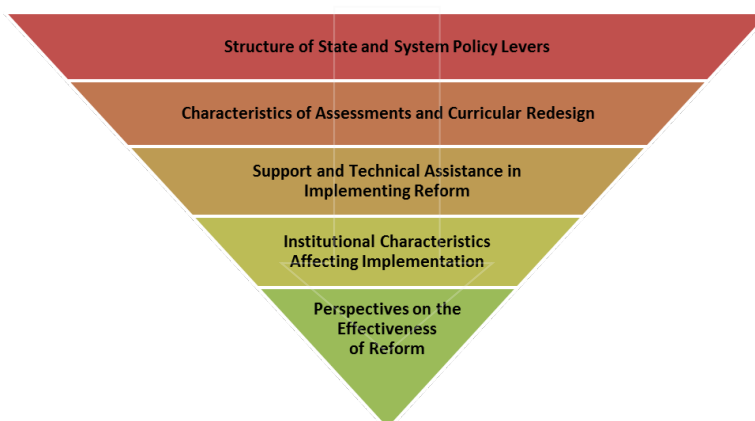 Structure of State and System Policy Levers
Characteristics of Assessments and Curricular Redesign
Support and Technical Assistance in
Implementing Reform
Institutional Characteristics
Affecting Implementation
Perspectives on the
Effectiveness
of Reform